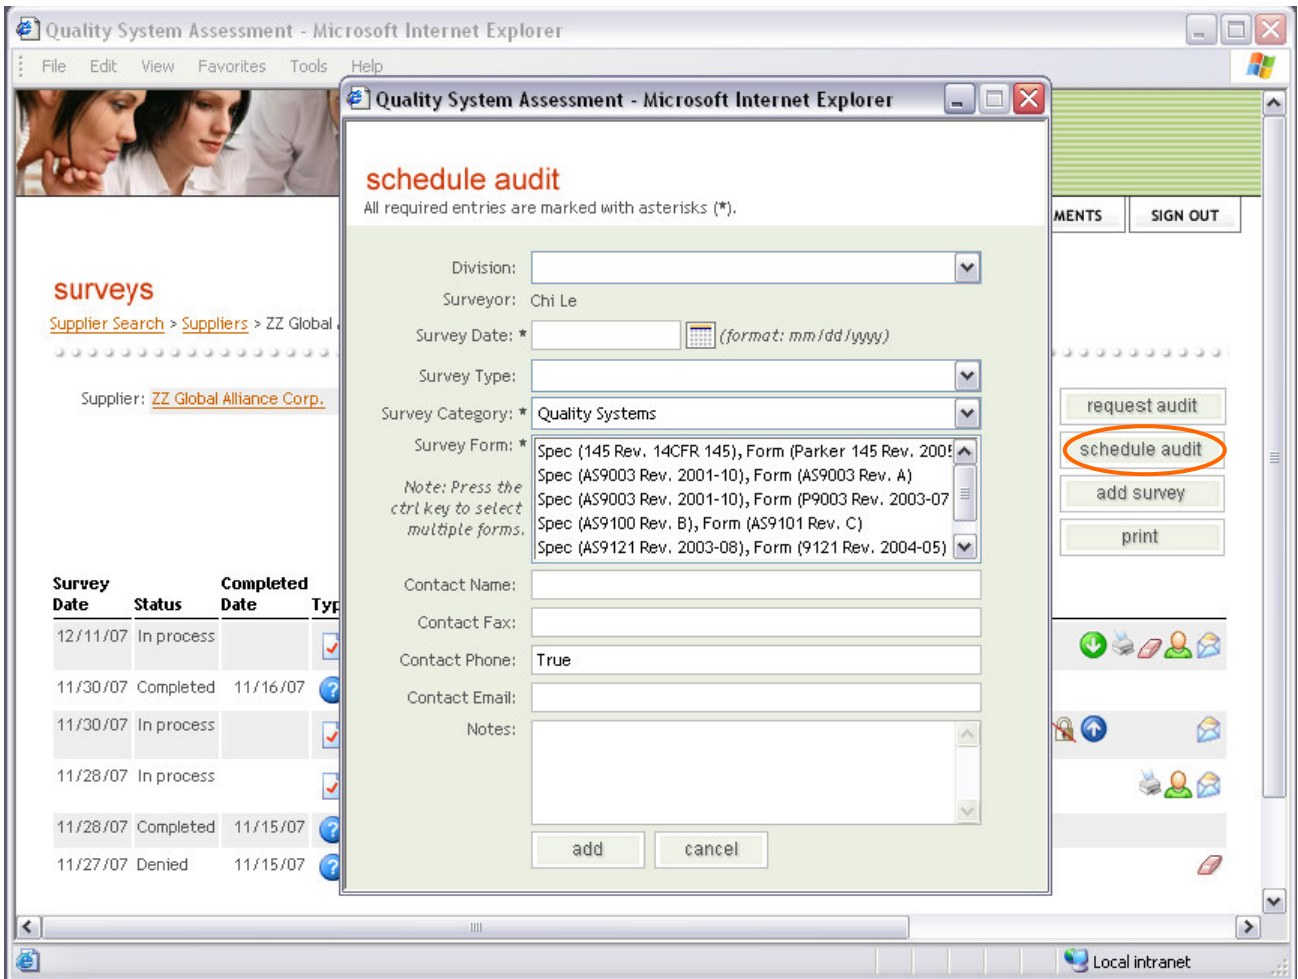 Quality System Assessment - Microsoft Internet Explorer
File Edit View Favorites Tools Help
Quality System Assessment - Microsoft Internet Explorer
schedule audit
All required entries are marked with asterisks (*).
MENTS SIGN OUT
surveys
Supplier Search > Suppliers > ZZ Global
Supplier: ZZ Global Alliance Corp.
Division:
Surveyor: Chi Le
Survey Date: * (format: mm/dd/yyyy)
Survey Type:
Survey Category: * Quality Systems
Survey Form: *
Note: Press the
ctrl key to select
multiple forms.
Spec (145 Rev. 14CFR 145), Form (Parker 145 Rev. 2005
Spec (AS9003 Rev. 2001-10), Form (AS9003 Rev. A)
Spec (AS9003 Rev. 2001-10), Form (P9003 Rev. 2003-07
Spec (AS9100 Rev. B), Form (AS9101 Rev. C)
Spec (AS9121 Rev. 2003-08), Form (9121 Rev. 2004-05)
Contact Name:
Contact Fax:
Contact Phone: True
Contact Email:
Notes:
add cancel
request audit
schedule audit
add survey
print
Survey Date Status Completed Date Typ
12/11/07 In process
11/30/07 Completed 11/16/07
11/30/07 In process
11/28/07 In process
11/28/07 Completed 11/15/07
11/27/07 Denied 11/15/07
Local intranet